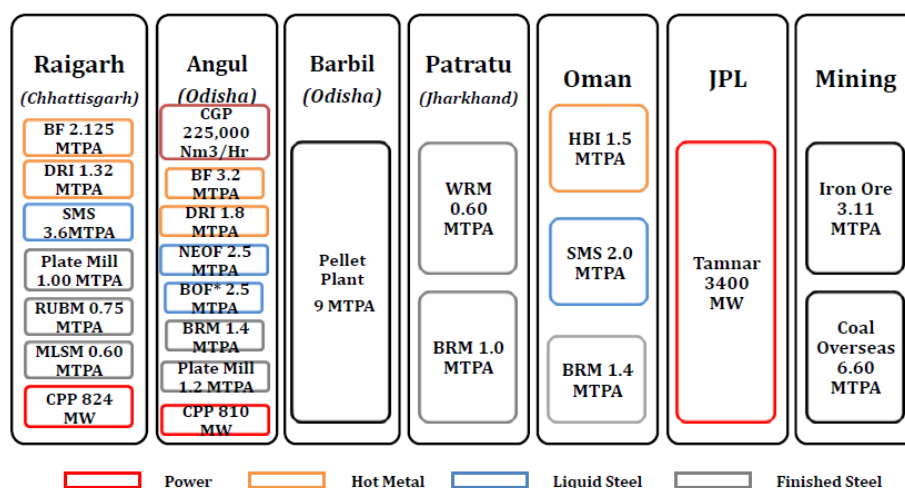 Raigarh
(Chhattisgarh)
BF 2.125
MTPA
DRI 1.32
MTPA
SMS
3.6MTPA
Plate Mill
1.00 MTPA
RUBM 0.75
MTPA
MLSM 0.60
MTPA
CPP 824
MW
Angul
(Odisha)
CGP
225,000
Nm3/Hr
BF 3.2
MTPA
DRI 1.8
MTPA
NEOF 2.5
MTPA
BOF* 2.5
MTPA
BRM 1.4
MTPA
Plate Mill
1.2 MTPA
CPP 810
MW
Barbil
(Odisha)
Pellet
Plant
9 MTPA
Patratu
(Jharkhand)
WRM
0.60
MTPA
BRM 1.0
MTPA
Oman
HBI 1.5
MTPA
SMS 2.0
MTPA
BRM 1.4
MTPA
JPL
Tamnar
3400
MW
Mining
Iron Ore
3.11
MTPA
Coal
Overseas
6.60
MTPA
Power
Hot Metal
Liquid Steel
Finished Steel